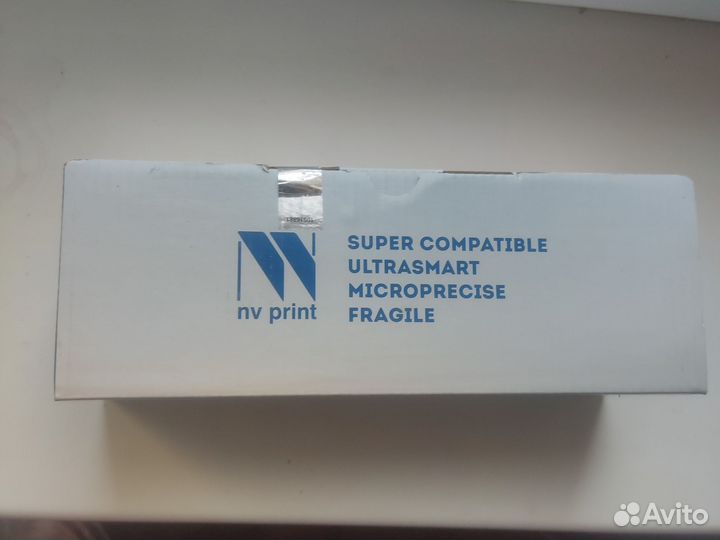 SUPER COMPATIBLE
ULTRASMART
MICROPRECISE
FRAGILE
nv print
Avito